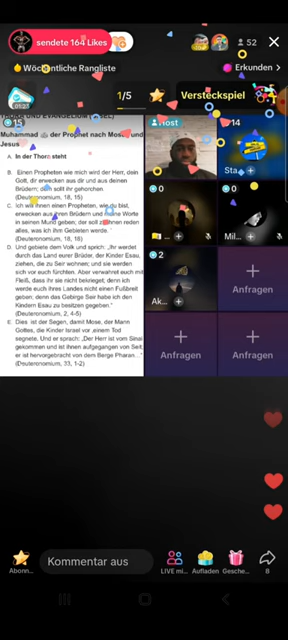 sendete 164 Likes
52
Wöchentliche Rangliste
Erkunden
01:27
1/5
Versteckspiel
15
Muhammad der Prophet nach Moses und
Jesus
A In der Thora steht
B. Einen Propheten wie mich wird der Herr, dein
Gott, dir erwecken aus dir und aus deinen
Brüdern; dem sollt ihr gehorchen.
(Deuteronomium, 18, 15)
C. Ich will ihnen einen Propheten, wie du bist,
erwecken aus ihren Brüdern und meine Worte
in seinen Mund geben; der soll zu ihnen reden
alles, was ich ihm Gebieten werde.
(Deuteronomium, 18, 18)
D. Und gebiete dem Volk und sprich: „Ihr werdet
durch das Land eurer Brüder, der Kinder Esau,
ziehen, die zu Seir wohnen; und sie werden
sich vor euch fürchten. Aber verwahrt euch mit
Fleiß, dass ihr sie nicht bekrieget; denn ich
werde euch ihres Landes nicht einen Fußbreit
geben; denn das Gebirge Seir habe ich den
Kindern Esau zu besitzen gegeben.“
(Deuteronomium, 2, 4-5)
E. Dies ist der Segen, damit Mose, der Mann
Gottes, die Kinder Israel vor seinem Tod
segnete. Und er sprach: „Der Herr ist vom Sinai
gekommen und ist ihnen aufgegangen von Seir,
er ist hervorgebracht von dem Berge Pharan...“
(Deuteronomium, 33, 1-2)
Host
14
Sta...
0
0
Mil...
2
Ak...
Anfragen
Anfragen
Anfragen
Kommentar aus
Abonn...
LIVE mi...
Aufladen
Gesche...
8